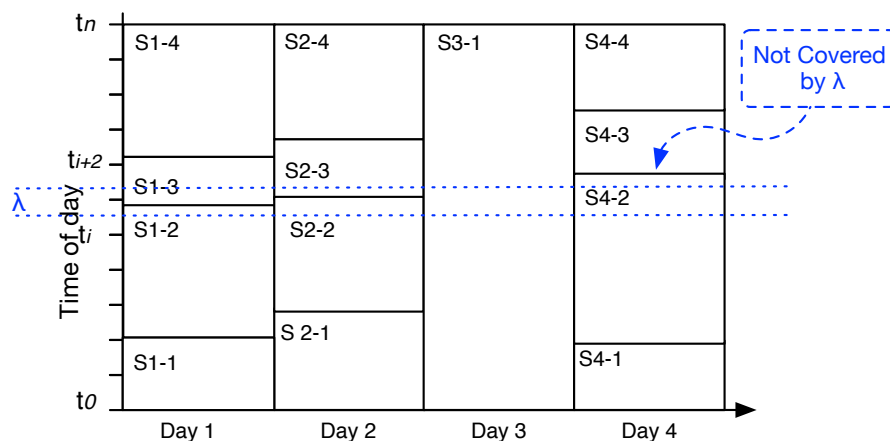 tn
S1-4
S2-4
S3-1
S4-4
Not Covered
by λ
S4-3
ti+2
S1-3
S2-3
S4-2
λ
Time of day
ti
S1-2
S2-2
S 2-1
S1-1
S4-1
t0
Day 1
Day 2
Day 3
Day 4